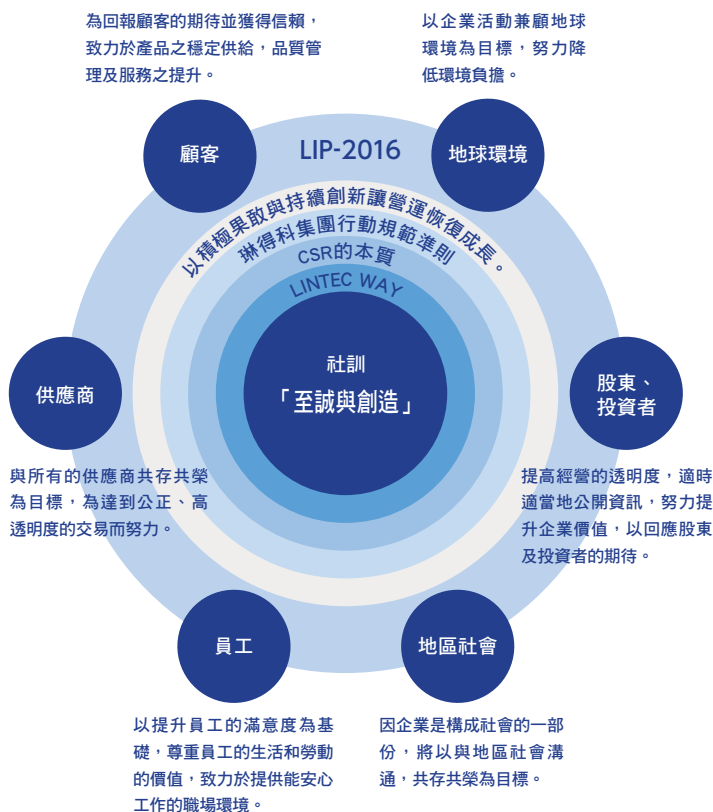 為回報顧客的期待並獲得信賴，
致力於產品之穩定供給，品質管
理及服務之提升。
以企業活動兼顧地球
環境為目標，努力降
低環境負擔。
顧客
LIP-2016
地球環境
以積極果敢與持續創新讓營運恢復成長。
琳得科集團行動規範準則
CSR的本質
LINTEC WAY
社訓
「至誠與創造」
供應商
股東、
投資者
與所有的供應商共存共榮
為目標，為達到公正、高
透明度的交易而努力。
提高經營的透明度，適時
適當地公開資訊，努力提
升企業價值，以回應股東
及投資者的期待。
員工
地區社會
以提升員工的滿意度為基
礎，尊重員工的生活和勞動
的價值，致力於提供能安心
工作的職場環境。
因企業是構成社會的一部
份，將以與地區社會溝
通，共存共榮為目標。